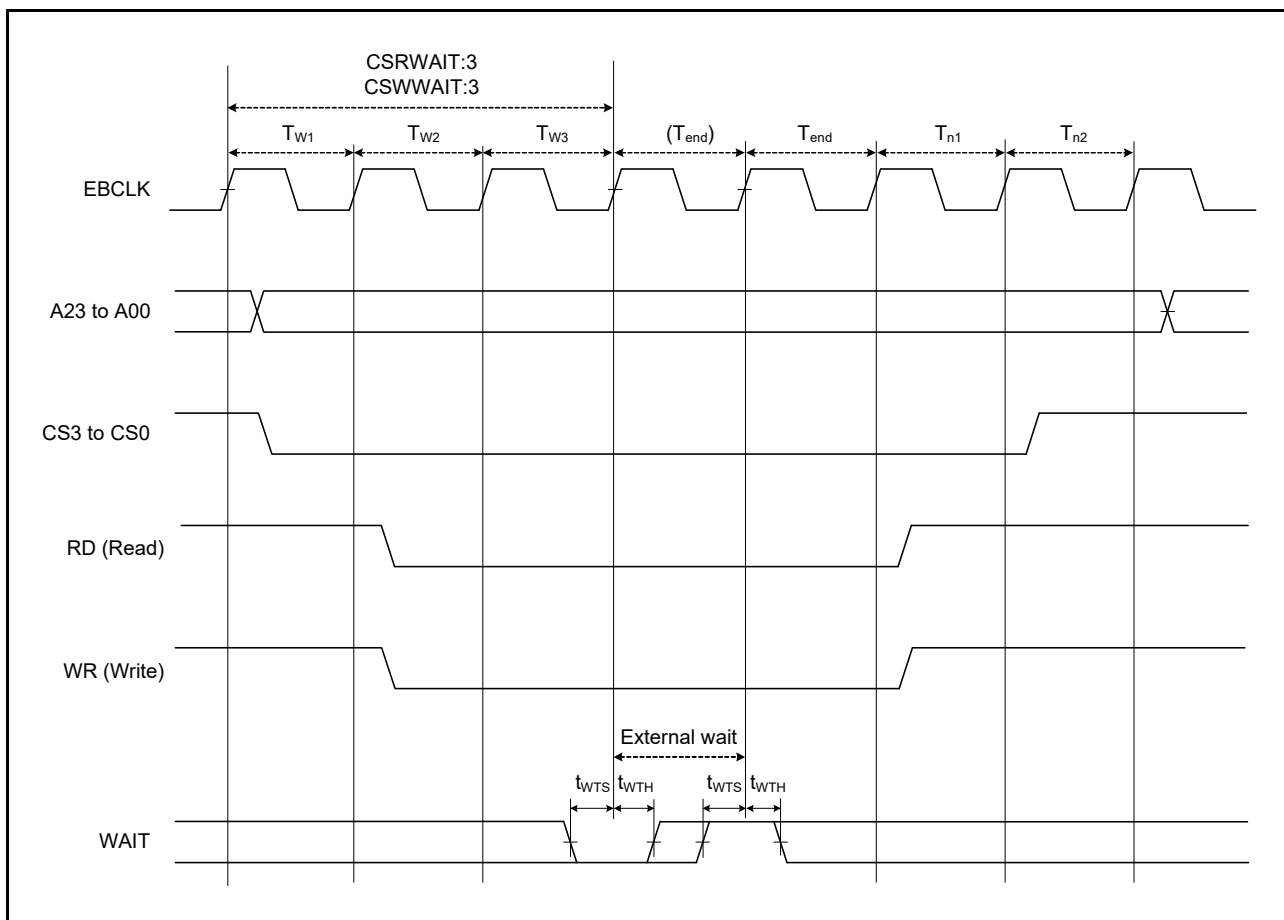 CSRWAIT:3
CSWWAIT:3
TW1 TW2 TW3 (Tend) Tend Tn1 Tn2
EBCLK
A23 to A00
CS3 to CS0
RD (Read)
WR (Write)
External wait
tWTS tWTH tWTS tWTH
WAIT